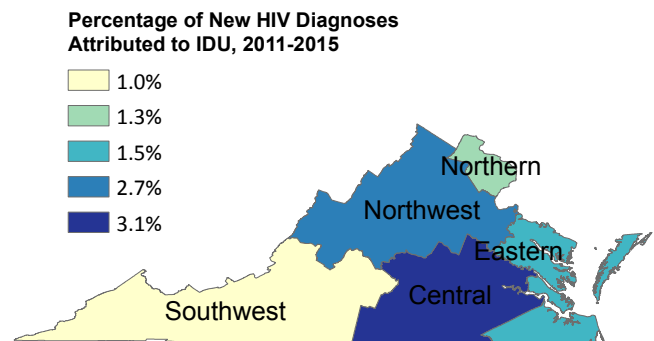 Percentage of New HIV Diagnoses
Attributed to IDU, 2011-2015
1.0%
1.3%
1.5%
2.7%
3.1%
Northern
Northwest
Eastern
Central
Southwest